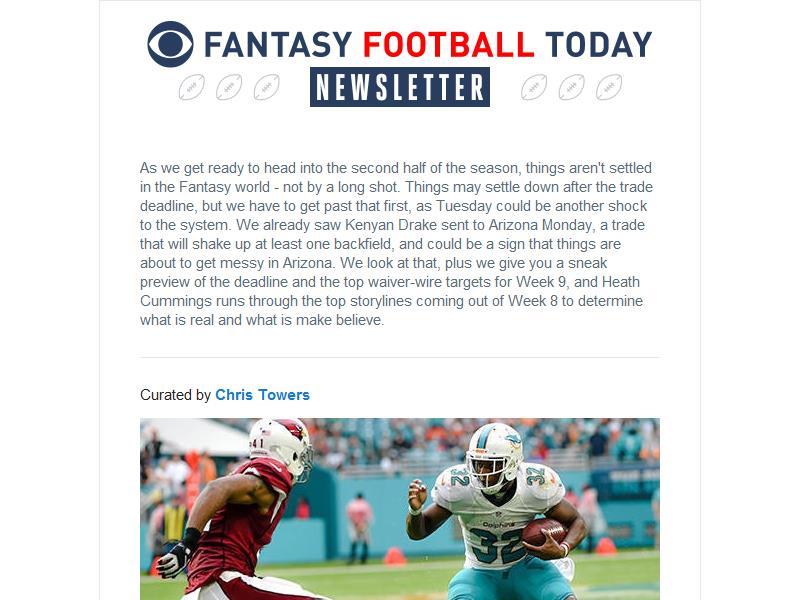 FANTASY FOOTBALL TODAY
NEWSLETTER
As we get ready to head into the second half of the season, things aren't settled
in the Fantasy world - not by a long shot. Things may settle down after the trade
deadline, but we have to get past that first, as Tuesday could be another shock
to the system. We already saw Kenyan Drake sent to Arizona Monday, a trade
that will shake up at least one backfield, and could be a sign that things are
about to get messy in Arizona. We look at that, plus we give you a sneak
preview of the deadline and the top waiver-wire targets for Week 9, and Heath
Cummings runs through the top storylines coming out of Week 8 to determine
what is real and what is make believe.
Curated by Chris Towers
41
32
32
Dolphins
32